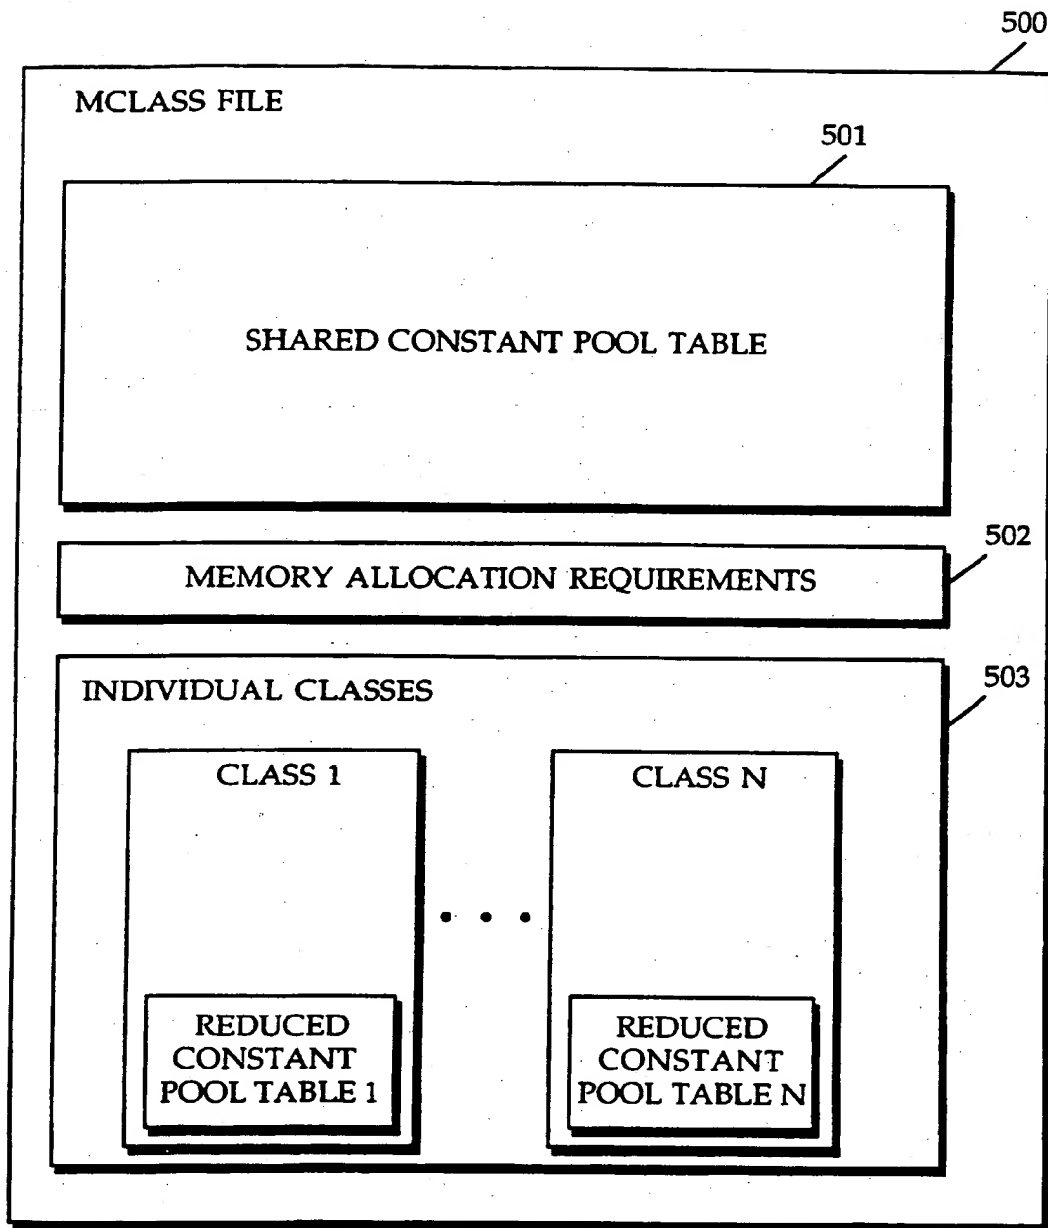 500
MCLASS FILE
501
SHARED CONSTANT POOL TABLE
502
MEMORY ALLOCATION REQUIREMENTS
503
INDIVIDUAL CLASSES
CLASS 1
REDUCED
CONSTANT
POOL TABLE 1
CLASS N
REDUCED
CONSTANT
POOL TABLE N